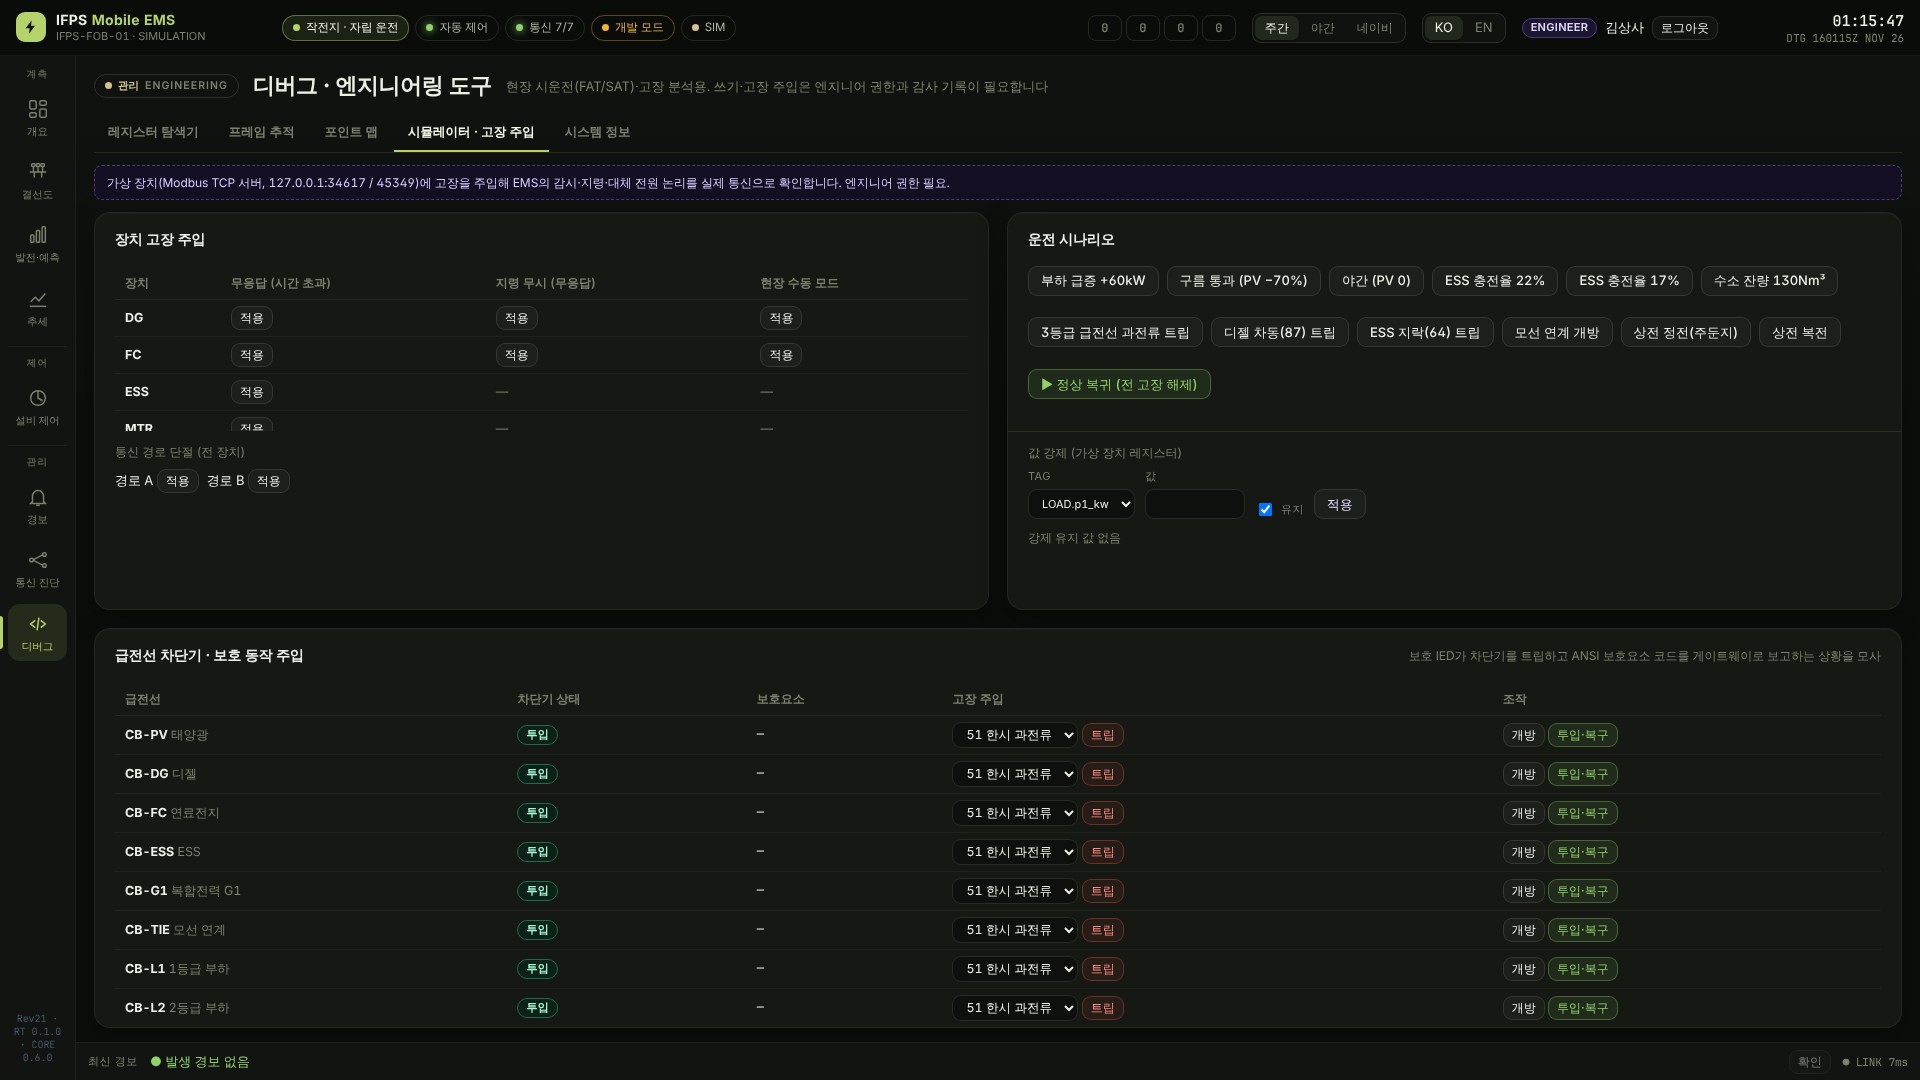 IFPS Mobile EMS
IFPS-FOB-01 · SIMULATION
작전지 · 자립 운전
자동 제어
통신 7/7
개발 모드
SIM
0 0 0 0
주간 야간 네이비
KO EN
ENGINEER 김상사 로그아웃
01:15:47
DTG 160115Z NOV 26
계측
개요
결선도
발전·예측
추세
제어
설비 제어
관리
경보
통신 진단
디버그
Rev21 ·
RT 0.1.0
· CORE
0.6.0
관리 ENGINEERING
디버그 · 엔지니어링 도구
현장 시운전(FAT/SAT)·고장 분석용. 쓰기·고장 주입은 엔지니어 권한과 감사 기록이 필요합니다
레지스터 탐색기 프레임 추적 포인트 맵 시뮬레이터 · 고장 주입 시스템 정보
가상 장치(Modbus TCP 서버, 127.0.0.1:34617 / 45349)에 고장을 주입해 EMS의 감시·지령·대체 전원 논리를 실제 통신으로 확인합니다. 엔지니어 권한 필요.
장치 고장 주입
장치 무응답 (시간 초과) 지령 무시 (무응답) 현장 수동 모드
DG 적용 적용 적용
FC 적용 적용 적용
ESS 적용 — —
MTR 적용 — —
통신 경로 단절 (전 장치)
경로 A 적용 경로 B 적용
운전 시나리오
부하 급증 +60kW 구름 통과 (PV −70%) 야간 (PV 0) ESS 충전율 22% ESS 충전율 17% 수소 잔량 130Nm³
3등급 급전선 과전류 트립 디젤 차동(87) 트립 ESS 지락(64) 트립 모선 연계 개방 상전 정전(주둔지) 상전 복전
▶ 정상 복귀 (전 고장 해제)
값 강제 (가상 장치 레지스터)
TAG 값
LOAD.p1_kw 유지 적용
강제 유지 값 없음
급전선 차단기 · 보호 동작 주입
보호 IED가 차단기를 트립하고 ANSI 보호요소 코드를 게이트웨이로 보고하는 상황을 모사
급전선 차단기 상태 보호요소 고장 주입 조작
CB-PV 태양광 투입 – 51 한시 과전류 트립 개방 투입·복구
CB-DG 디젤 투입 – 51 한시 과전류 트립 개방 투입·복구
CB-FC 연료전지 투입 – 51 한시 과전류 트립 개방 투입·복구
CB-ESS ESS 투입 – 51 한시 과전류 트립 개방 투입·복구
CB-G1 복합전력 G1 투입 – 51 한시 과전류 트립 개방 투입·복구
CB-TIE 모선 연계 투입 – 51 한시 과전류 트립 개방 투입·복구
CB-L1 1등급 부하 투입 – 51 한시 과전류 트립 개방 투입·복구
CB-L2 2등급 부하 투입 – 51 한시 과전류 트립 개방 투입·복구
최신 경보 발생 경보 없음
확인 LINK 7ms